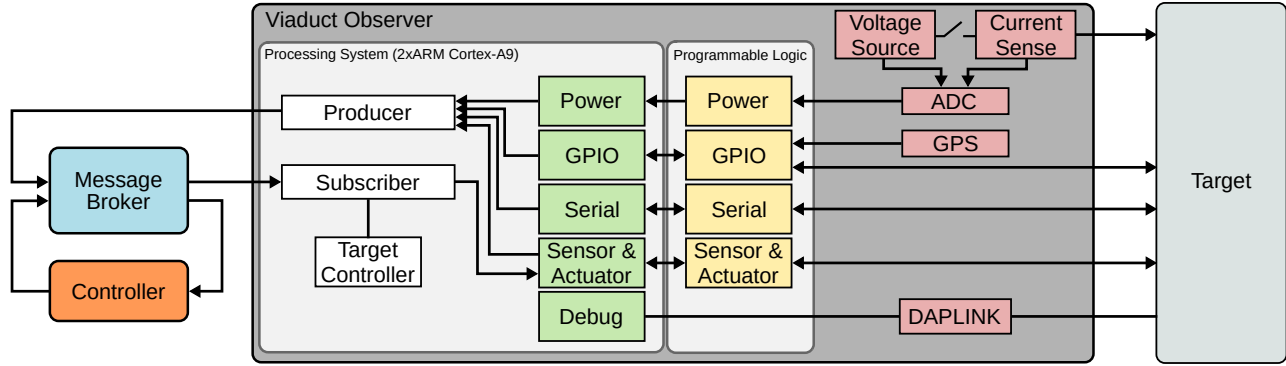 Viaduct Observer
Processing System (2xARM Cortex-A9)
Programmable Logic
Voltage
Source
Current
Sense
Producer
Power
Power
ADC
GPIO
GPIO
GPS
Message
Broker
Subscriber
Serial
Serial
Target
Target
Controller
Sensor &
Actuator
Sensor &
Actuator
Controller
Debug
DAPLINK